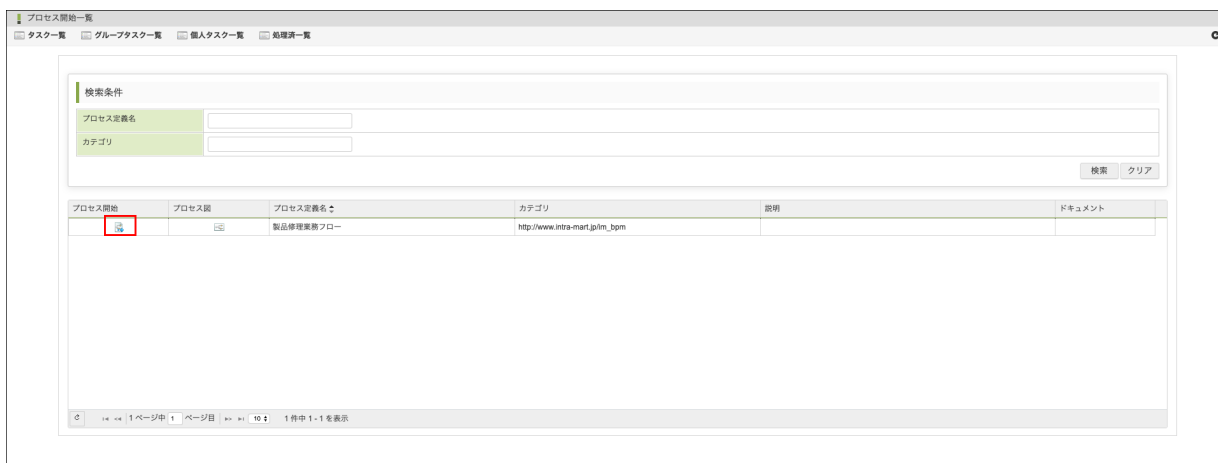 プロセス開始一覧
タスク一覧 グループタスク一覧 個人タスク一覧 処理済一覧
検索条件
プロセス定義名
カテゴリ
検索 クリア
プロセス開始 プロセス図 プロセス定義名 カテゴリ 説明 ドキュメント
製品修理業務フロー http://www.intra-mart.jp/im_bpm
1 ページ中 1 ページ目 10 1 件中 1 - 1 を表示